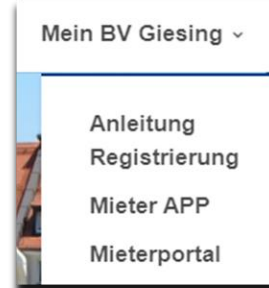 Mein BV Giesing
Anleitung
Registrierung
Mieter APP
Mieterportal